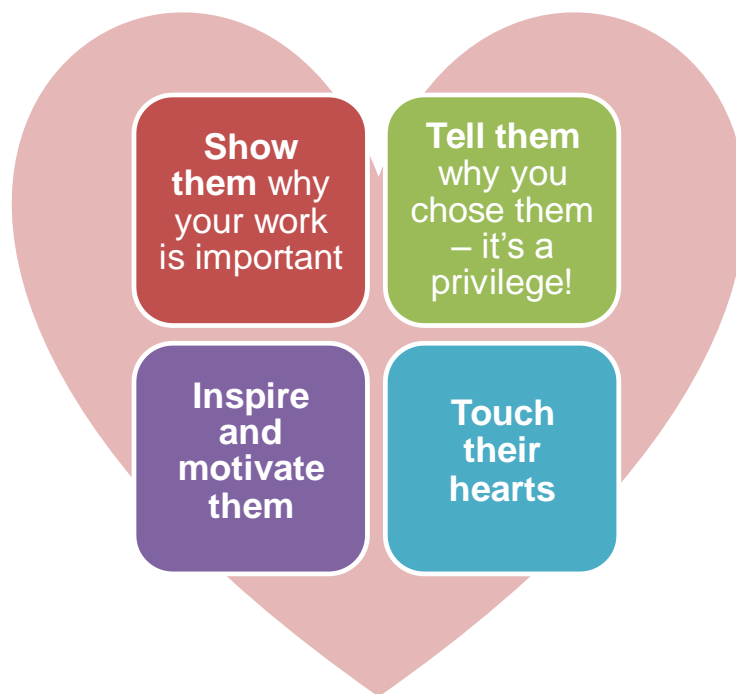 Show
them why
your work
is important
Tell them
why you
chose them
– it’s a
privilege!
Inspire
and
motivate
them
Touch
their
hearts